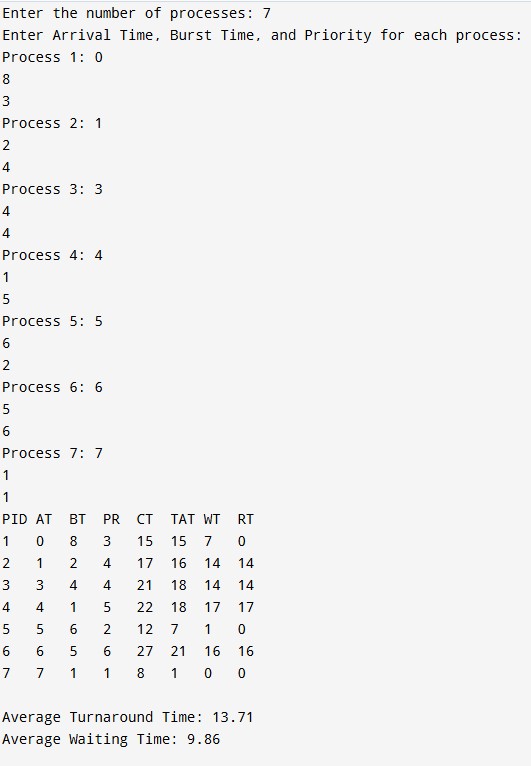 Enter the number of processes: 7
Enter Arrival Time, Burst Time, and Priority for each process:
Process 1: 0
8
3
Process 2: 1
2
4
Process 3: 3
4
4
Process 4: 4
1
5
Process 5: 5
6
2
Process 6: 6
5
6
Process 7: 7
1
1
PID AT  BT  PR  CT  TAT WT  RT
1   0   8   3   15  15  7   0
2   1   2   4   17  16  14  14
3   3   4   4   21  18  14  14
4   4   1   5   22  18  17  17
5   5   6   2   12  7   1   0
6   6   5   6   27  21  16  16
7   7   1   1   8   1   0   0
Average Turnaround Time: 13.71
Average Waiting Time: 9.86